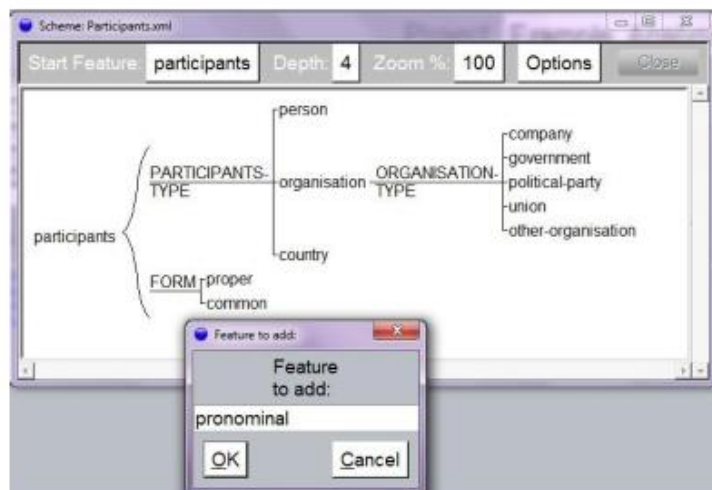 Scheme: Participants.xml
Start Feature: participants Depth: 4 Zoom %: 100 Options Close
person
company
government
PARTICIPANTS-
TYPE
organisation
ORGANISATION-
TYPE
political-party
union
other-organisation
participants
country
FORM
proper
common
Feature to add:
Feature
to add:
pronominal
OK Cancel